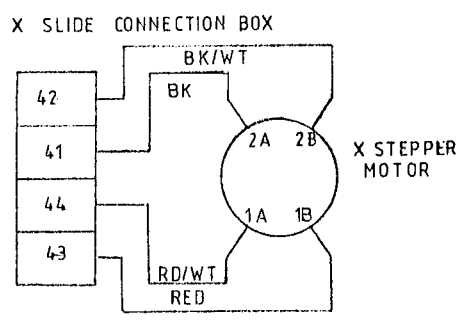 X SLIDE CONNECTION BOX
BK/WT
BK
42
41
44
43
2A 2B
1A 1B
X STEPPER
MOTOR
RD/WT
RED